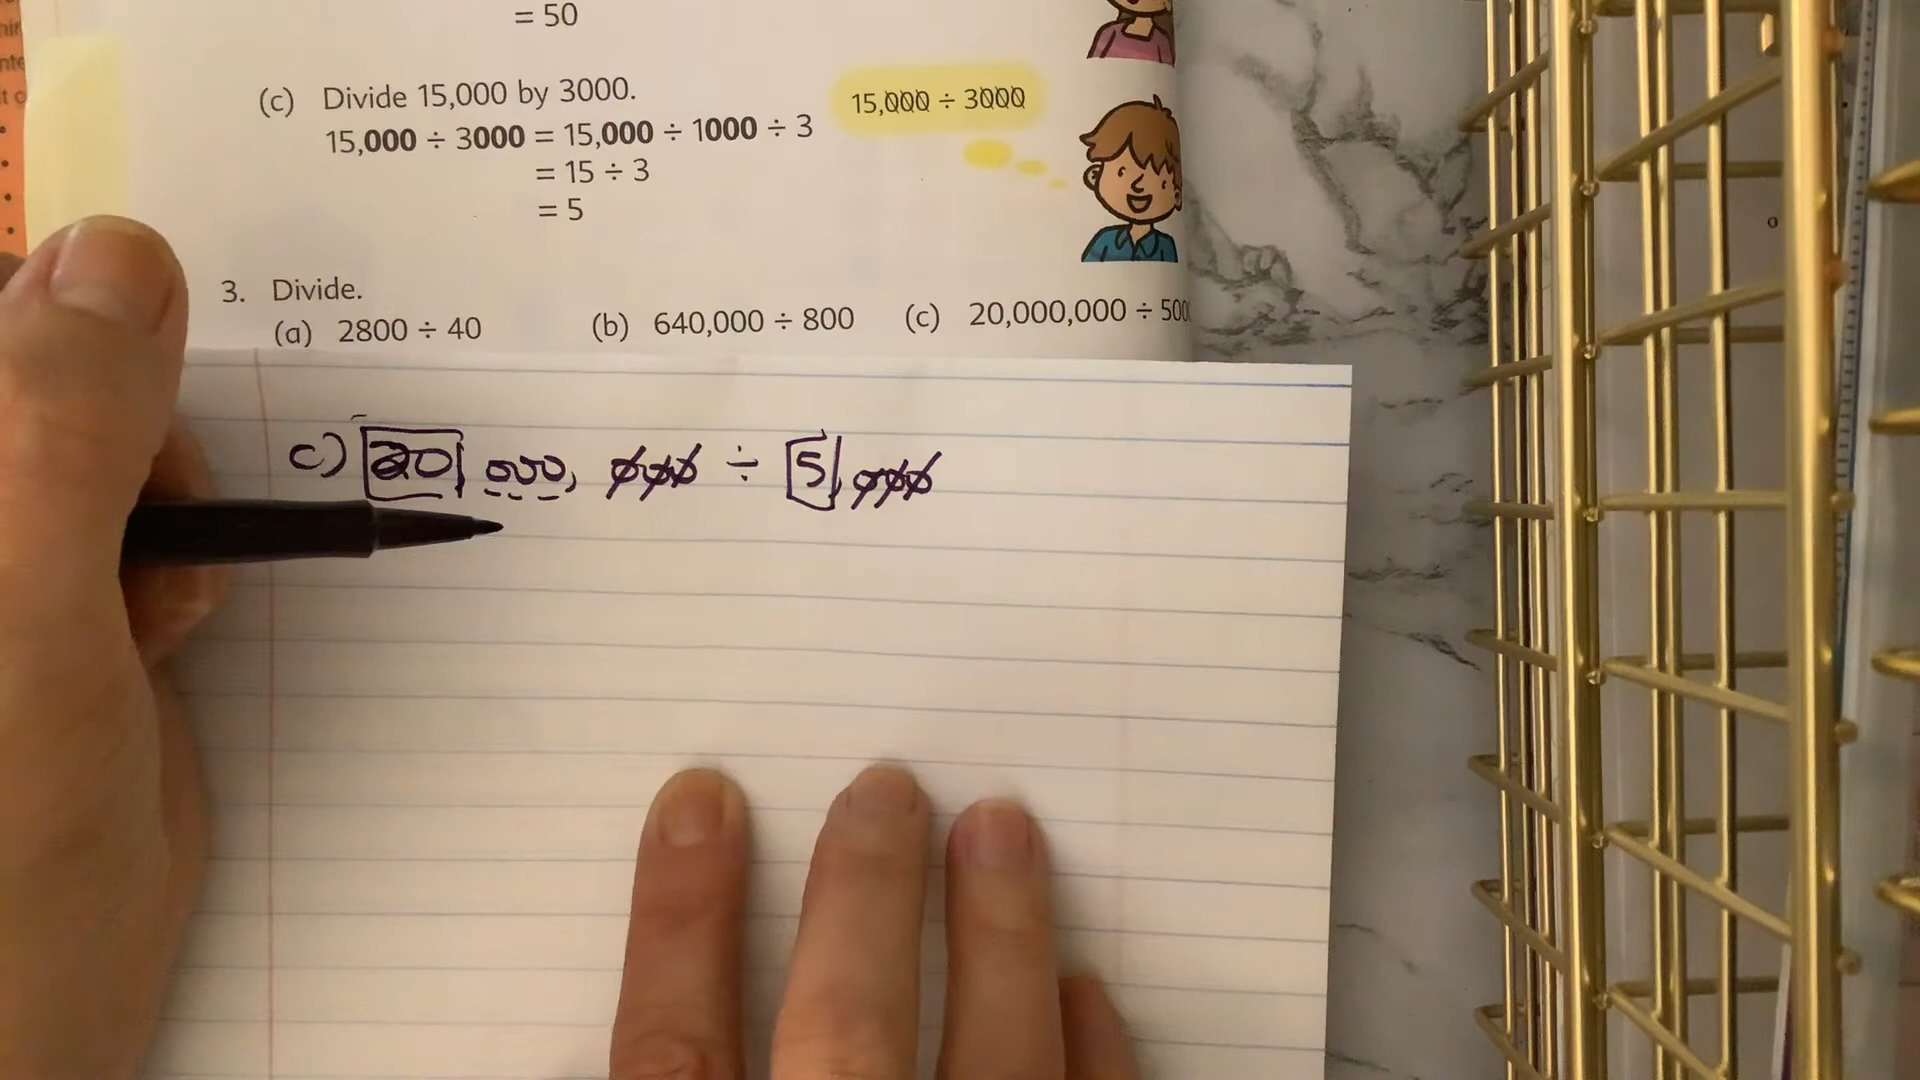 = 50
(c) Divide 15,000 by 3000.
15,000 ÷ 3000 = 15,000 ÷ 1000 ÷ 3
= 15 ÷ 3
= 5
15,000 ÷ 3000
3. Divide.
(a) 2800 ÷ 40 (b) 640,000 ÷ 800 (c) 20,000,000 ÷ 500
c) 20 000, 000 ÷ 5,000